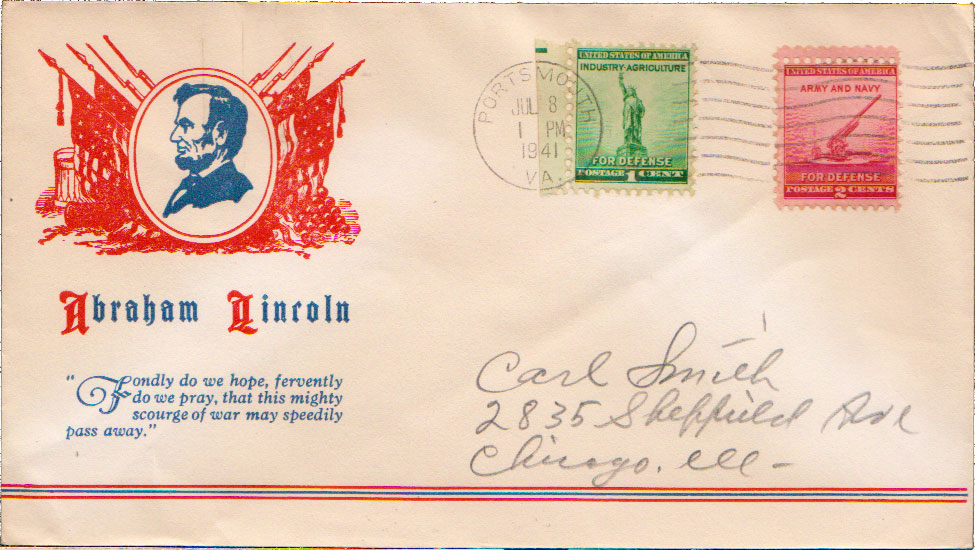 PORTSMOUTH
JUL 8
1 PM
1941
VA.
UNITED STATES OF AMERICA
INDUSTRY-AGRICULTURE
FOR DEFENSE
POSTAGE 1 CENT
UNITED STATES OF AMERICA
ARMY AND NAVY
FOR DEFENSE
POSTAGE 2 CENTS
Abraham Lincoln
"Fondly do we hope, fervently
do we pray, that this mighty
scourge of war may speedily
pass away."
Carl Smith
2835 Sheffield Ave
Chicago, Ill-